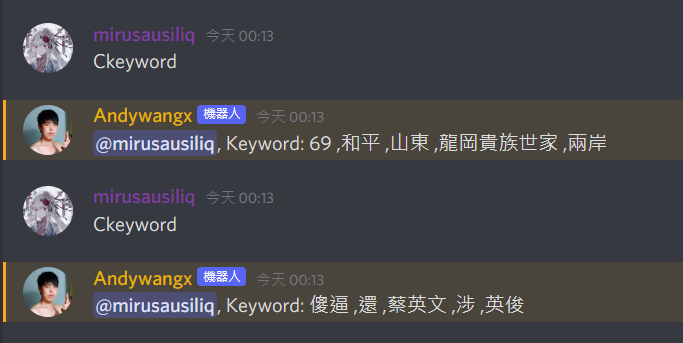 mirusausiliq 今天 00:13
Ckeyword
Andywangx 機器人 今天 00:13
@mirusausiliq, Keyword: 69 ,和平 ,山東 ,龍岡貴族世家 ,兩岸
mirusausiliq 今天 00:13
Ckeyword
Andywangx 機器人 今天 00:13
@mirusausiliq, Keyword: 傻逼 ,還 ,蔡英文 ,涉 ,英俊